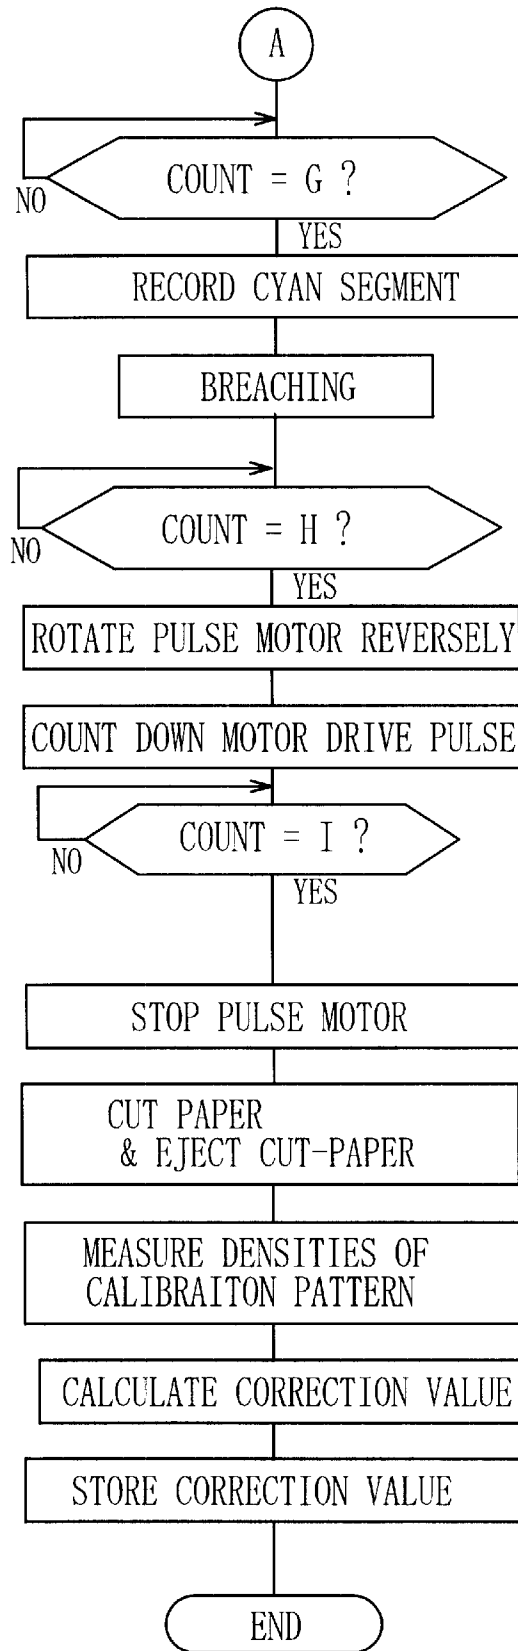 A
COUNT = G ?
NO
YES
RECORD CYAN SEGMENT
BREACHING
COUNT = H ?
NO
YES
ROTATE PULSE MOTOR REVERSELY
COUNT DOWN MOTOR DRIVE PULSE
COUNT = I ?
NO
YES
STOP PULSE MOTOR
CUT PAPER
& EJECT CUT-PAPER
MEASURE DENSITIES OF
CALIBRAITON PATTERN
CALCULATE CORRECTION VALUE
STORE CORRECTION VALUE
END